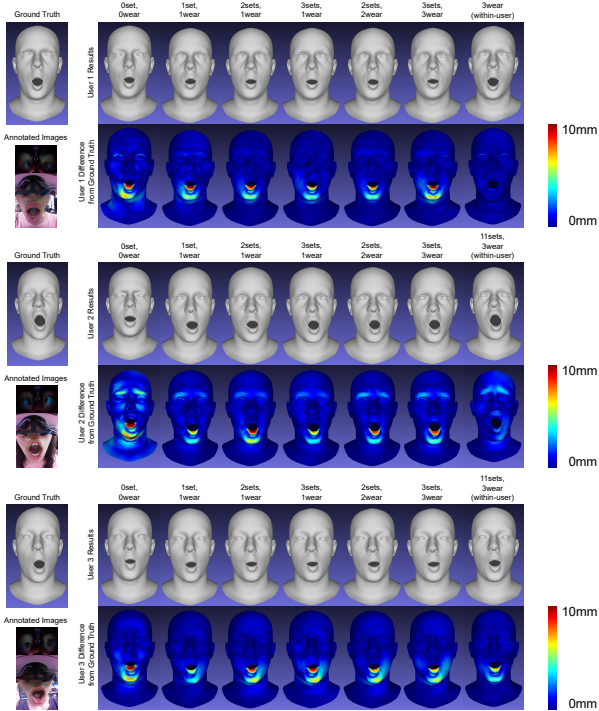 Ground Truth
0set,
0wear
1set,
1wear
2sets,
1wear
3sets,
1wear
2sets,
2wear
3sets,
3wear
3wear
(within-user)
User 1 Results
Annotated Images
User 1 Difference
from Ground Truth
10mm
0mm
Ground Truth
0set,
0wear
1set,
1wear
2sets,
1wear
3sets,
1wear
2sets,
2wear
3sets,
3wear
11sets,
3wear
(within-user)
User 2 Results
Annotated Images
User 2 Difference
from Ground Truth
10mm
0mm
Ground Truth
0set,
0wear
1set,
1wear
2sets,
1wear
3sets,
1wear
2sets,
2wear
3sets,
3wear
11sets,
3wear
(within-user)
User 3 Results
Annotated Images
User 3 Difference
from Ground Truth
10mm
0mm